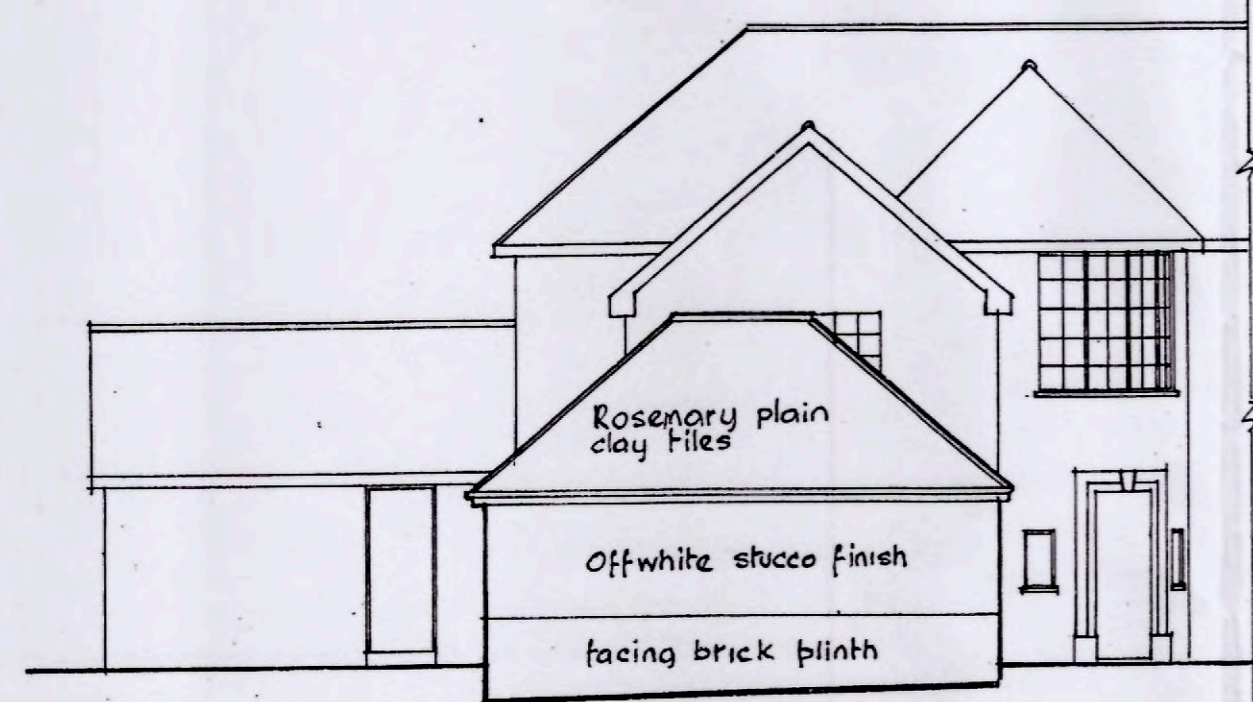 Rosemary plain
clay tiles
Offwhite stucco finish
facing brick plinth